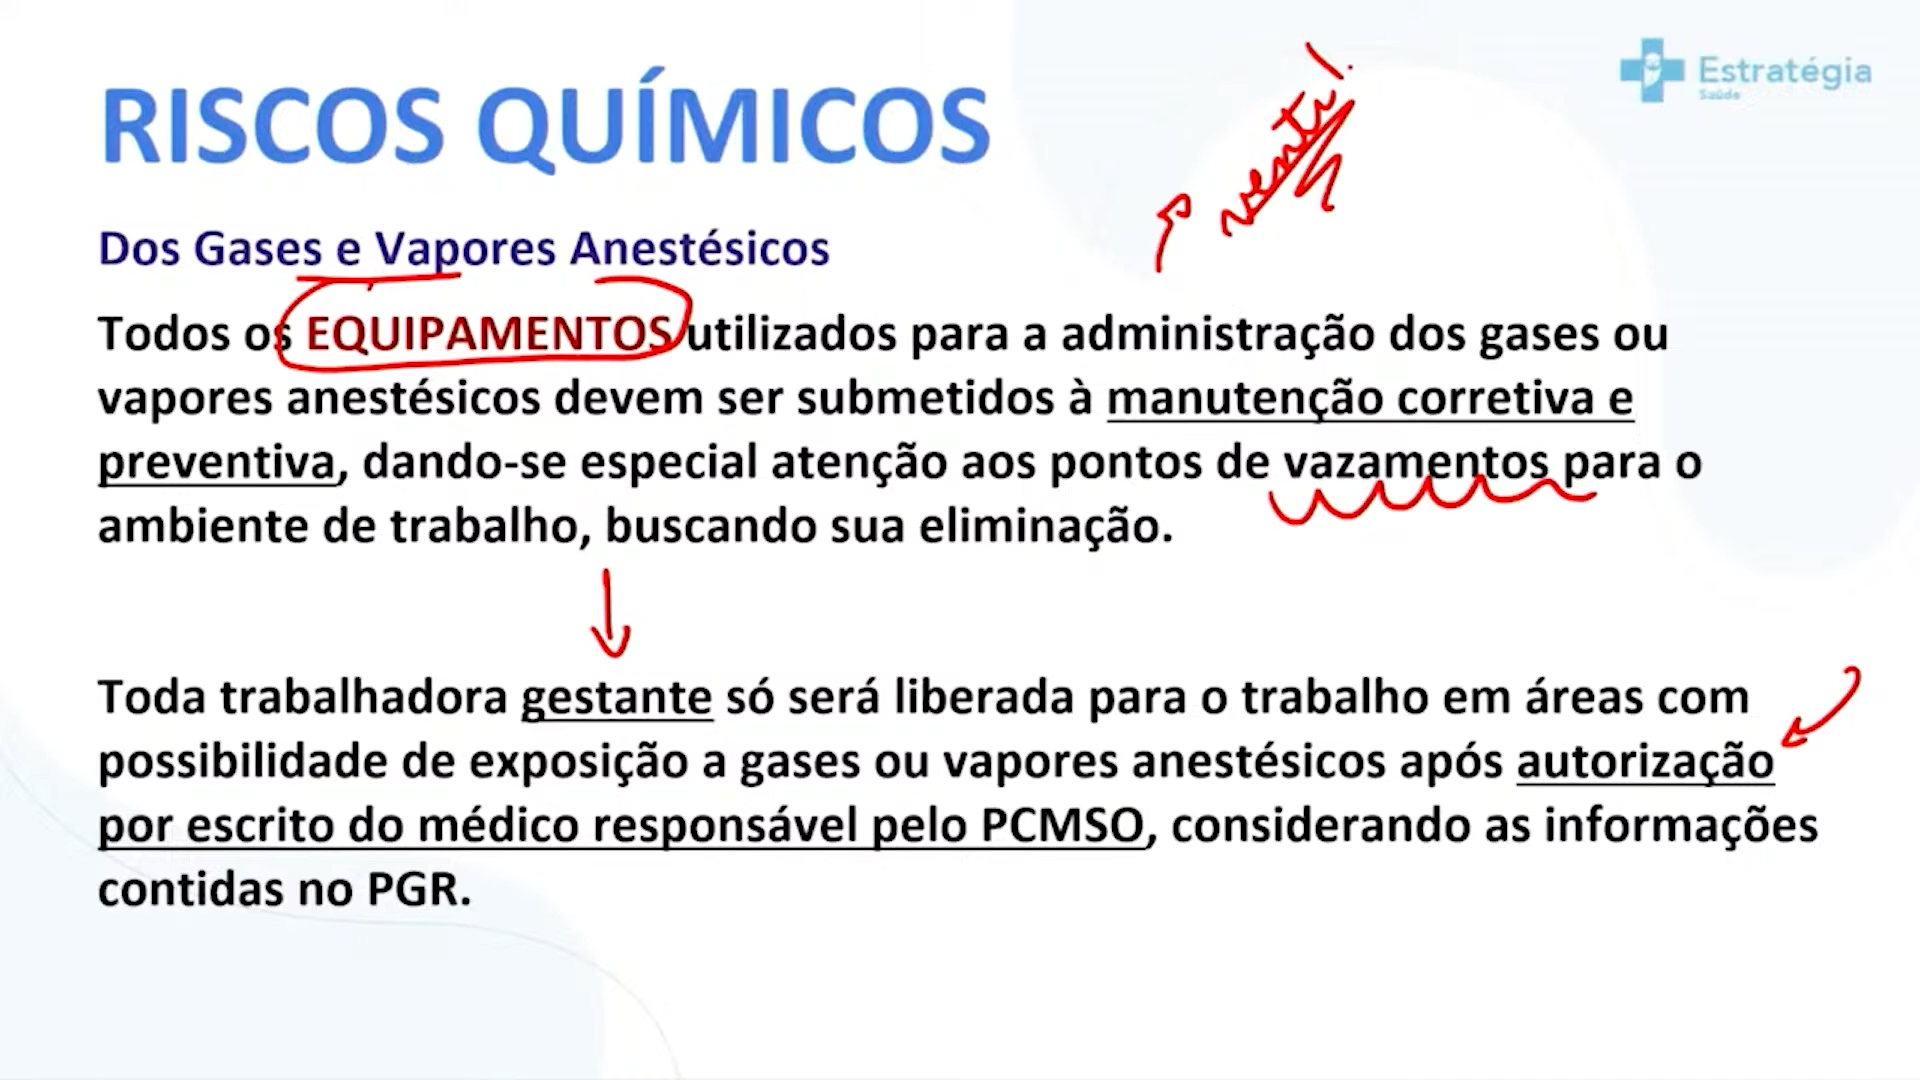 Estratégia
Saúde
RISCOS QUÍMICOS
Dos Gases e Vapores Anestésicos
Todos os EQUIPAMENTOS utilizados para a administração dos gases ou
vapores anestésicos devem ser submetidos à manutenção corretiva e
preventiva, dando-se especial atenção aos pontos de vazamentos para o
ambiente de trabalho, buscando sua eliminação.
Toda trabalhadora gestante só será liberada para o trabalho em áreas com
possibilidade de exposição a gases ou vapores anestésicos após autorização
por escrito do médico responsável pelo PCMSO, considerando as informações
contidas no PGR.